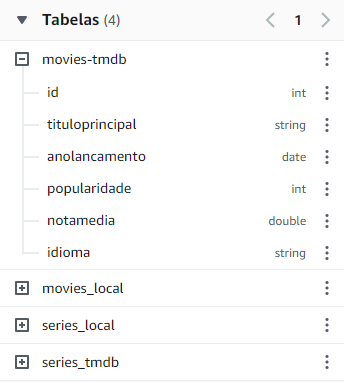 Tabelas (4) 1
movies-tmdb
id int
tituloprincipal string
anolancamento date
popularidade int
notamedia double
idioma string
movies_local
series_local
series_tmdb